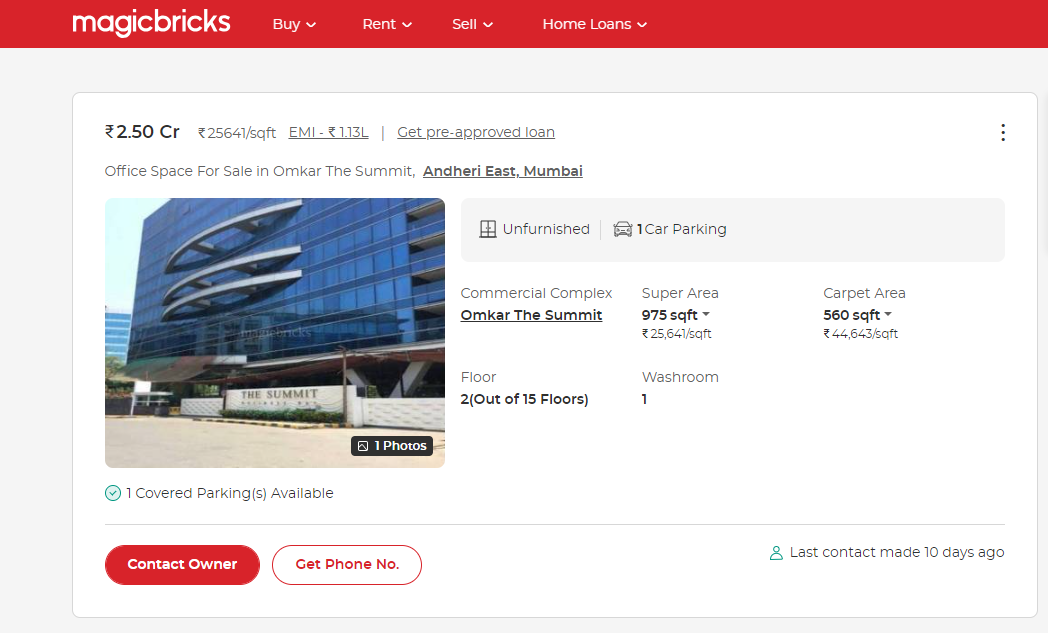 magicbricks
Buy
Rent
Sell
Home Loans
₹2.50 Cr ₹25641/sqft EMI - ₹1.13L | Get pre-approved loan
Office Space For Sale in Omkar The Summit, Andheri East, Mumbai
magicbricks
THE SUMMIT
1 Photos
Unfurnished
1 Car Parking
Commercial Complex
Omkar The Summit
Super Area
975 sqft
₹25,641/sqft
Carpet Area
560 sqft
₹44,643/sqft
Floor
2(Out of 15 Floors)
Washroom
1
1 Covered Parking(s) Available
Contact Owner
Get Phone No.
Last contact made 10 days ago